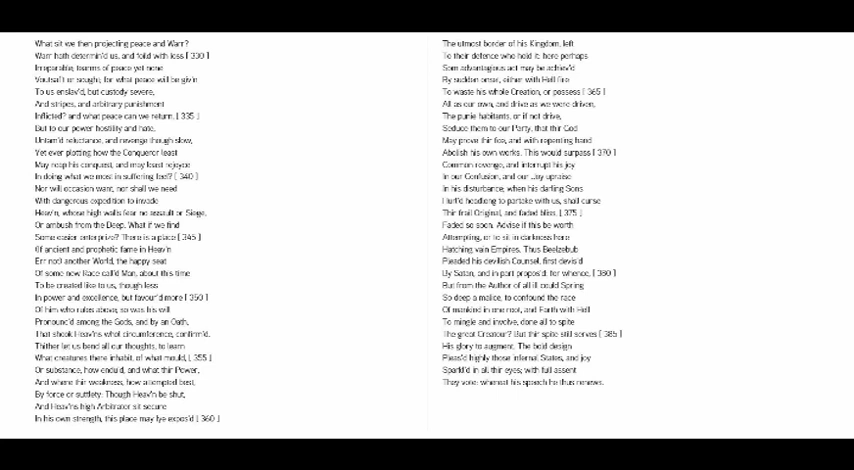 What sit we then projecting peace and Warr?
Warr hath determin'd us, and foild with loss [ 330 ]
Irreparable; tearms of peace yet none
Voutsaf't or sought; for what peace will be giv'n
To us enslav'd, but custody severe,
And stripes, and arbitrary punishment
Inflicted? and what peace can we return, [ 335 ]
But to our power hostility and hate,
Untam'd reluctance, and revenge though slow,
Yet ever plotting how the Conqueror least
May reap his conquest, and may least rejoyce
In doing what we most in suffering feel? [ 340 ]
Nor will occasion want, nor shall we need
With dangerous expedition to invade
Heav'n, whose high walls fear no assault or Siege,
Or ambush from the Deep. What if we find
Some easier enterprize? There is a place [ 345 ]
(If ancient and prophetic fame in Heav'n
Err not) another World, the happy seat
Of some new Race call'd Man, about this time
To be created like to us, though less
In power and excellence, but favour'd more [ 350 ]
Of him who rules above; so was his will
Pronounc'd among the Gods, and by an Oath,
That shook Heav'ns whol circumference, confirm'd.
Thither let us bend all our thoughts, to learn
What creatures there inhabit, of what mould, [ 355 ]
Or substance, how endu'd, and what thir Power,
And where thir weakness, how attempted best,
By force or suttlety: Though Heav'n be shut,
And Heav'ns high Arbitrator sit secure
In his own strength, this place may lye expos'd [ 360 ]
The utmost border of his Kingdom, left
To their defence who hold it: here perhaps
Som advantagious act may be achiev'd
By sudden onset, either with Hell fire
To waste his whole Creation, or possess [ 365 ]
All as our own, and drive as we were driven,
The punie habitants, or if not drive,
Seduce them to our Party, that thir God
May prove thir foe, and with repenting hand
Abolish his own works. This would surpass [ 370 ]
Common revenge, and interrupt his joy
In our Confusion, and our Joy upraise
In his disturbance; when his darling Sons
Hurl'd headlong to partake with us, shall curse
Thir frail Original, and faded bliss, [ 375 ]
Faded so soon. Advise if this be worth
Attempting, or to sit in darkness here
Hatching vain Empires. Thus Beelzebub
Pleaded his devilish Counsel, first devis'd
By Satan, and in part propos'd: for whence, [ 380 ]
But from the Author of all ill could Spring
So deep a malice, to confound the race
Of mankind in one root, and Earth with Hell
To mingle and involve, done all to spite
The great Creatour? But thir spite still serves [ 385 ]
His glory to augment. The bold design
Pleas'd highly those infernal States, and joy
Sparkl'd in all thir eyes; with full assent
They vote: whereat his speech he thus renews.